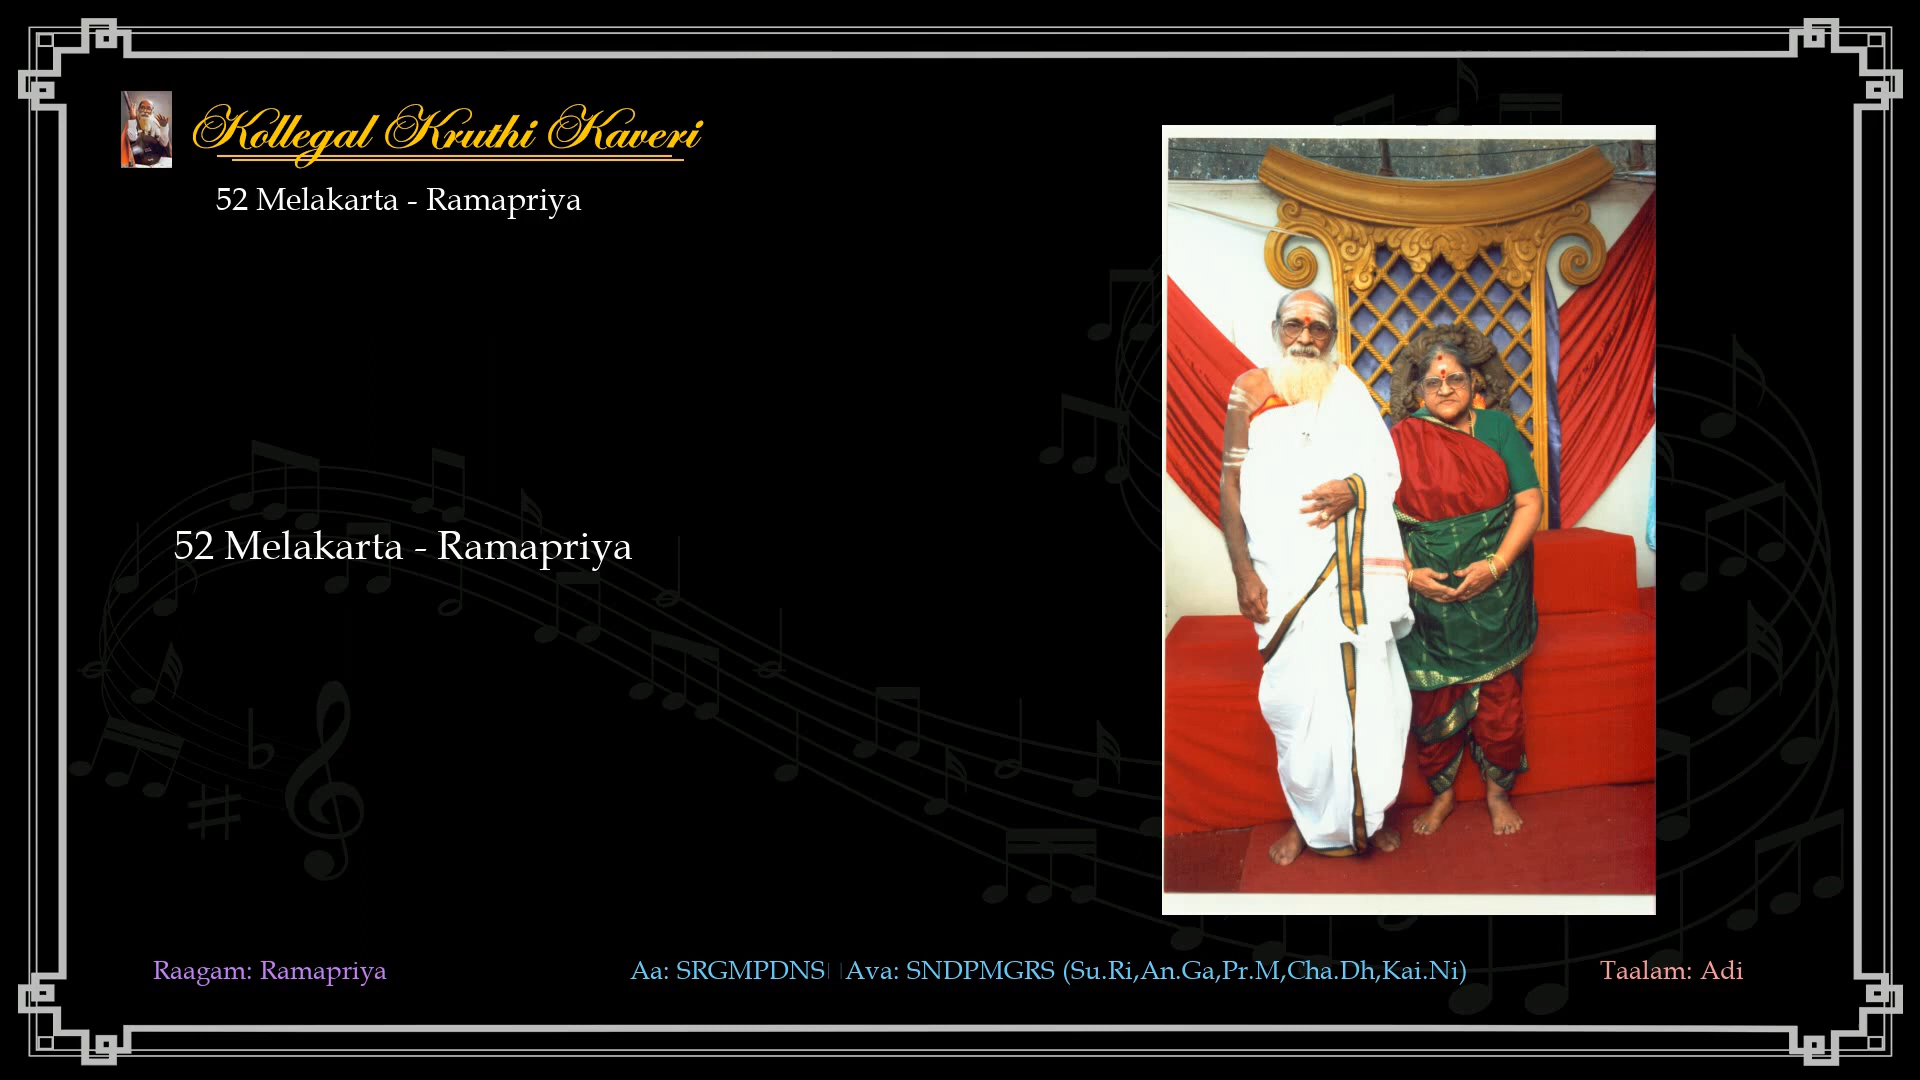 Kollegal Kruthi Kaveri
52 Melakarta - Ramapriya
52 Melakarta - Ramapriya
Raagam: Ramapriya
Aa: SRGMPDNS Ava: SNDPMGRS (Su.Ri,An.Ga,Pr.M,Cha.Dh,Kai.Ni)
Taalam: Adi